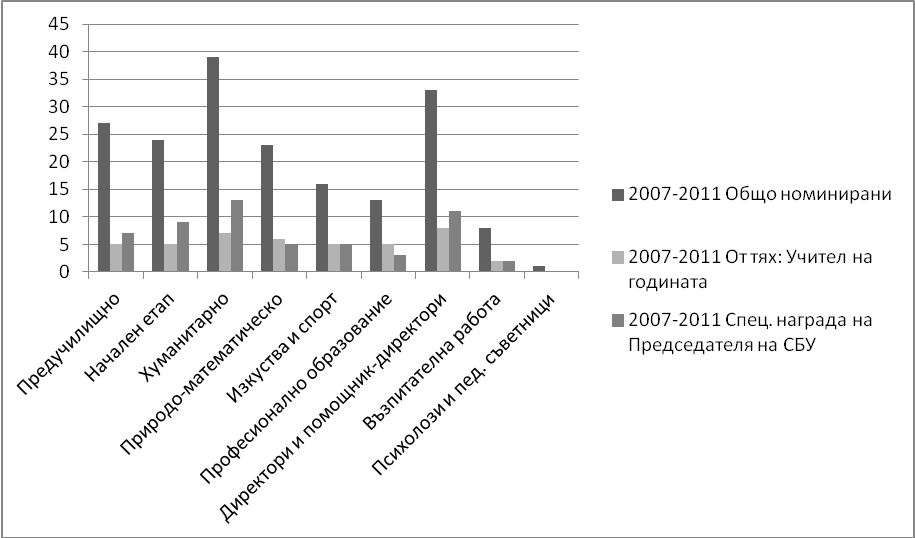 45
40
35
30
25
20
15
10
5
0
Предучилищно
Начален етап
Хуманитарно
Природо-математическо
Изкуства и спорт
Професионално образование
Директори и помощник-директори
Възпитателна работа
Психолози и пед. съветници
2007-2011 Общо номинирани
2007-2011 От тях: Учител на
годината
2007-2011 Спец. награда на
Председателя на СБУ